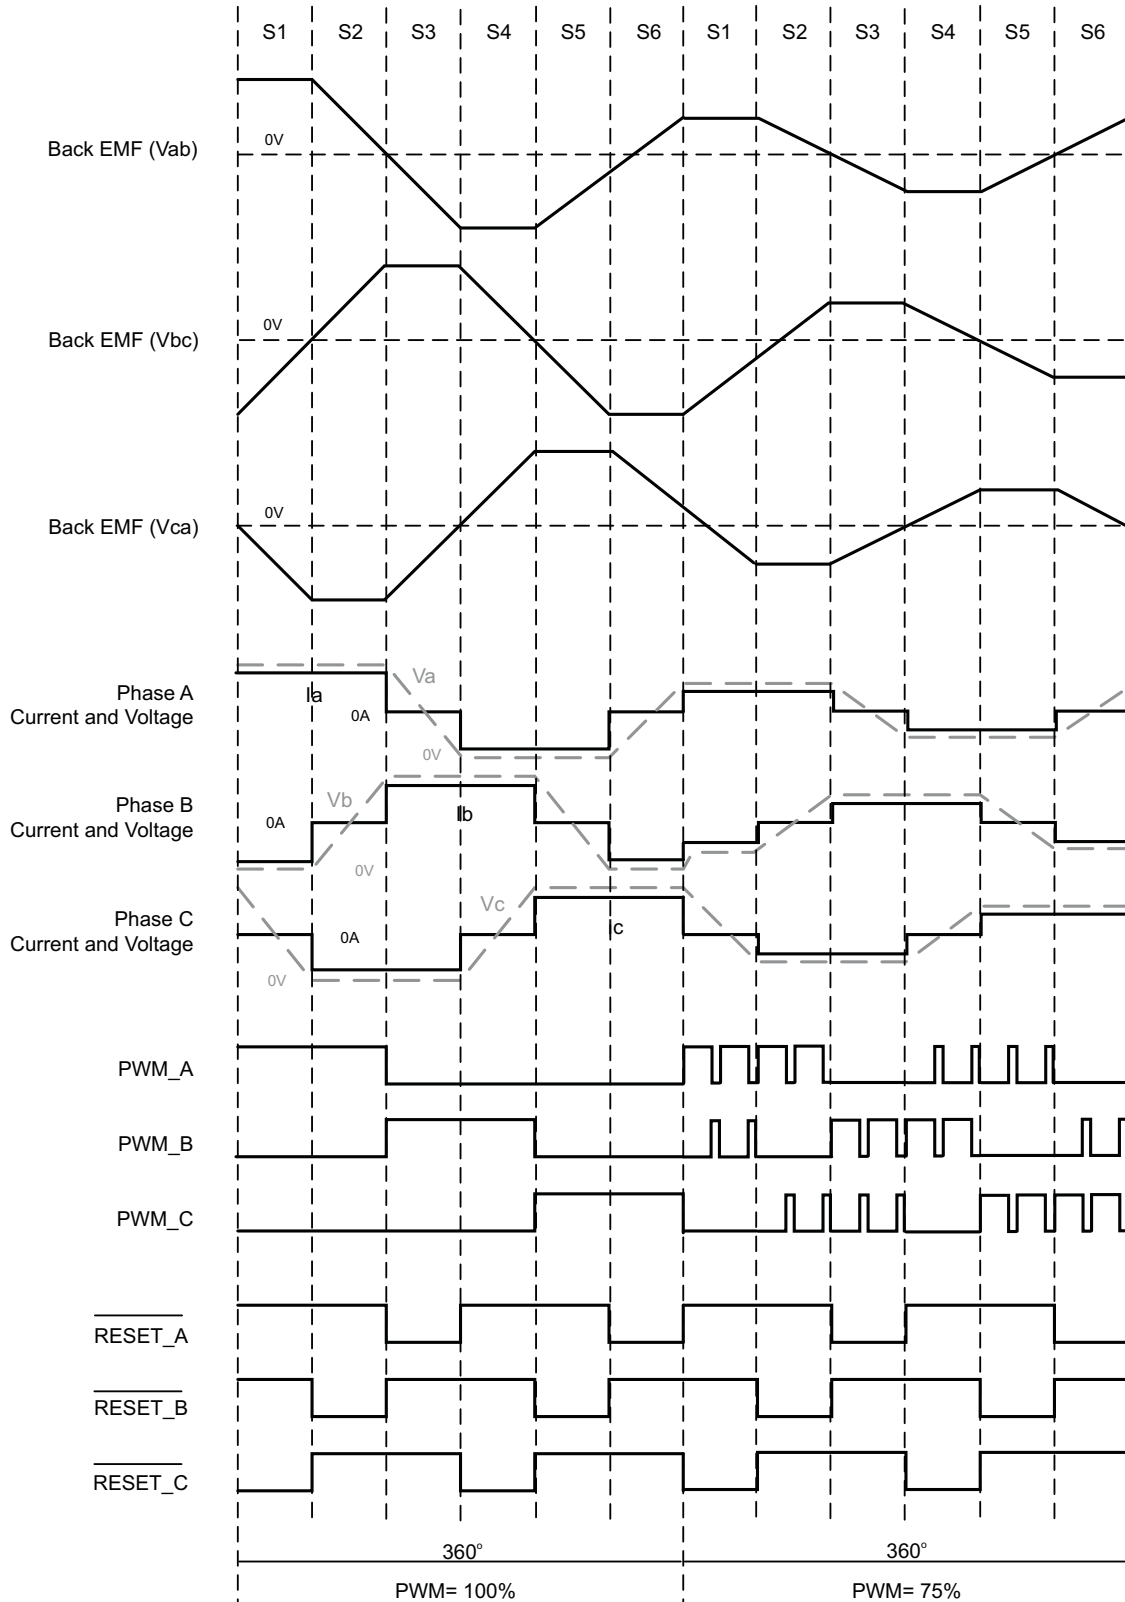 S1 S2 S3 S4 S5 S6 S1 S2 S3 S4 S5 S6
0V
Back EMF (Vab)
0V
Back EMF (Vbc)
0V
Back EMF (Vca)
Va
Phase A
Current and Voltage
Ia
0A
0V
Vb
Phase B
Current and Voltage
0A
Ib
0V
Vc
Phase C
Current and Voltage
0A
Ic
0V
PWM_A
PWM_B
PWM_C
RESET_A
RESET_B
RESET_C
360° 360°
PWM= 100% PWM= 75%